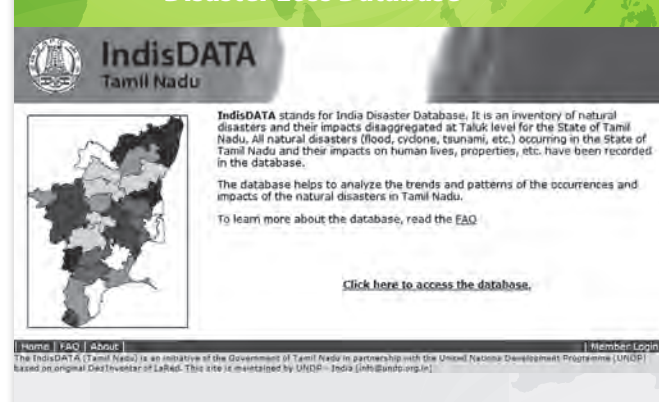 Disaster Loss Database
IndisDATA
Tamil Nadu
IndisDATA stands for India Disaster Database. It is an inventory of natural
disasters and their impacts disaggregated at Taluk level for the State of Tamil
Nadu. All natural disasters (flood, cyclone, tsunami, etc.) occurring in the State of
Tamil Nadu and their impacts on human lives, properties, etc. have been recorded
in the database.
The database helps to analyze the trends and patterns of the occurrences and
impacts of the natural disasters in Tamil Nadu.
To learn more about the database, read the FAQ
Click here to access the database.
| Home | FAQ | About | | Member Login
The IndisDATA (Tamil Nadu) is an initiative of the Government of Tamil Nadu in partnership with the United Nations Development Programme (UNDP)
based on original DesInventar of LaRed. This site is maintained by UNDP - India [info@undp.org.in]